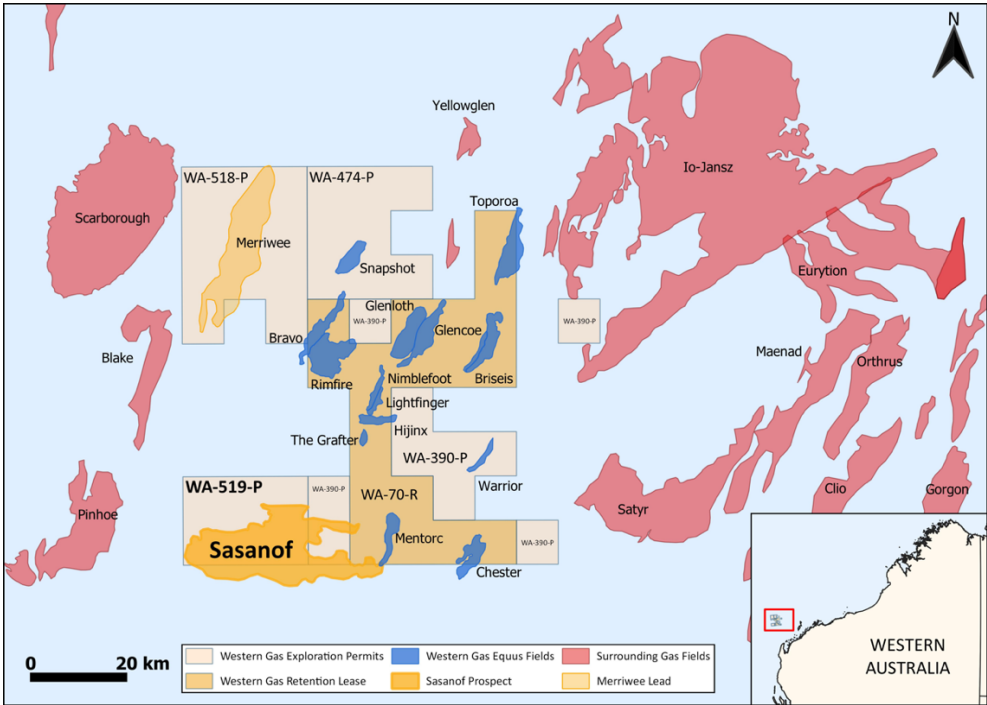 N
Yellowglen
Io-Jansz
WA-518-P
WA-474-P
Toporoa
Scarborough
Merriwee
Snapshot
Eurytion
Glenloth
WA-390-P
WA-390-P
Bravo
Glencoe
Blake
Maenad
Orthrus
Rimfire
Nimblefoot
Briseis
Lightfinger
The Grafter
Hijinx
WA-390-P
WA-519-P
WA-390-P
WA-70-R
Warrior
Clio
Gorgon
Pinhoe
Satyr
Sasanof
Mentorc
WA-390-P
Chester
WESTERN
AUSTRALIA
0 20 km
Western Gas Exploration Permits
Western Gas Equus Fields
Surrounding Gas Fields
Western Gas Retention Lease
Sasanof Prospect
Merriwee Lead